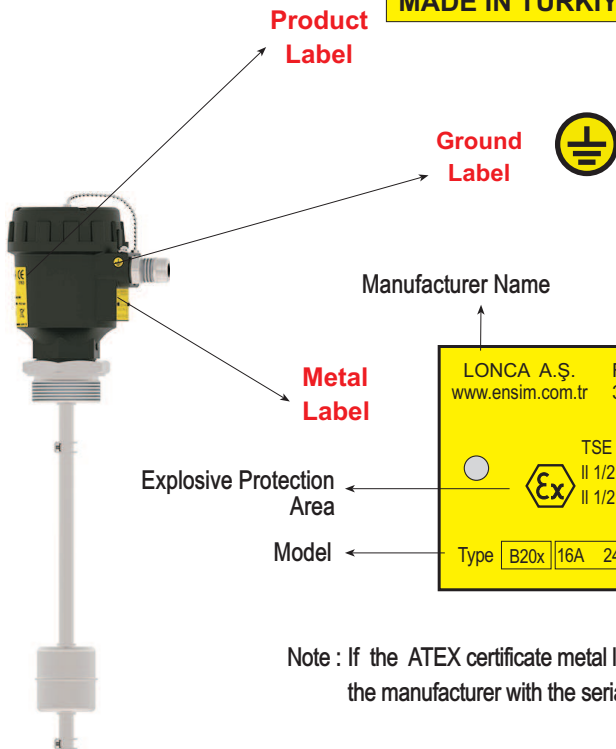 MADE IN TURKIY
Product
Label
Ground
Label
Manufacturer Name
LONCA A.Ş.
www.ensim.com.tr
Metal
Label
TSE
II 1/2
II 1/2
Ex
Explosive Protection
Area
Model
Type B20x 16A 24
Note : If the ATEX certificate metal
the manufacturer with the seria